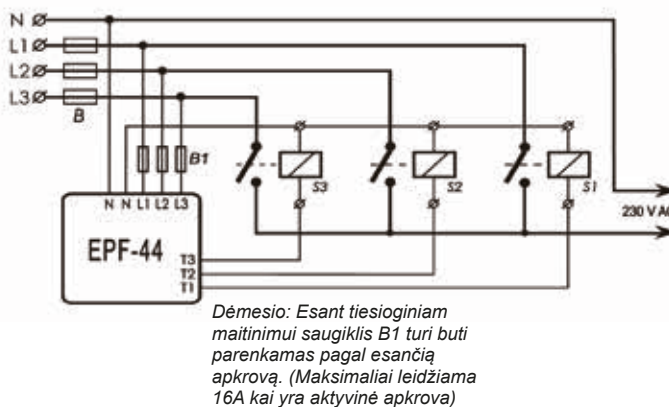 N
L1
L2
L3
B
B1
S3
S2
S1
N N L1 L2 L3
230 V AC
EPF-44
T3
T2
T1
Dėmesio: Esant tiesioginiam
maitinimui saugiklis B1 turi buti
parenkamas pagal esančią
apkrovą. (Maksimaliai leidžiama
16A kai yra aktyvinė apkrova)